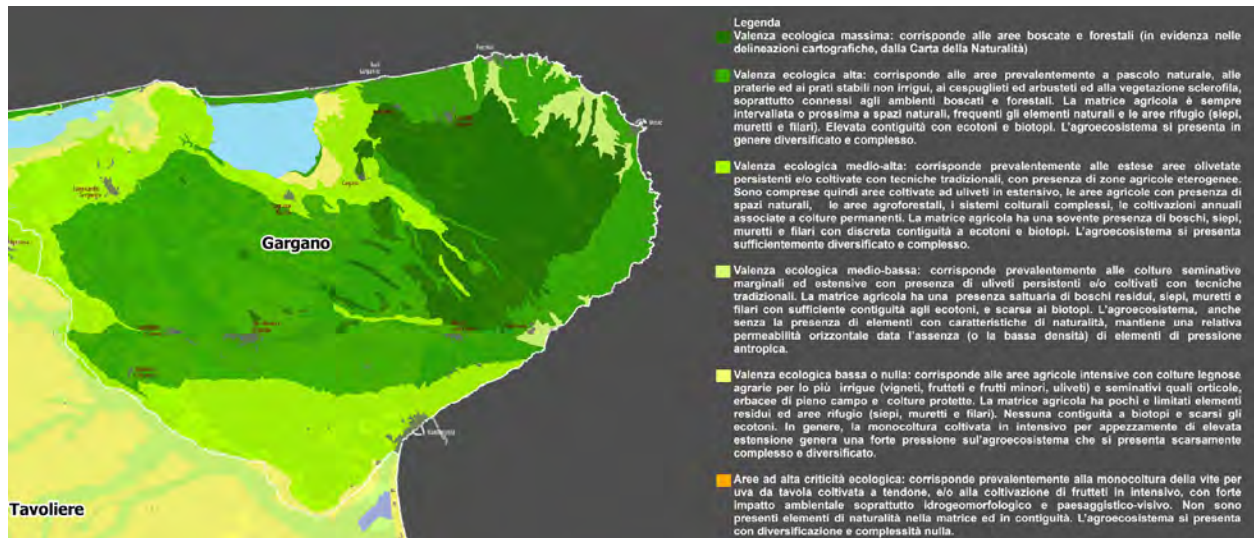 Gargano
Tavoliere
Legenda
Valenza ecologica massima: corrisponde alle aree boscate e forestali (in evidenza nelle
delineazioni cartografiche, dalla Carta della Naturalità)
Valenza ecologica alta: corrisponde alle aree prevalentemente a pascolo naturale, alle
praterie ed ai prati stabili non irrigui, ai cespuglieti ed arbusteti ed alla vegetazione sclerofila,
soprattutto connessi agli ambienti boscati e forestali. La matrice agricola è sempre
intervallata o prossima a spazi naturali, frequenti gli elementi naturali e le aree rifugio (siepi,
muretti e filari). Elevata contiguità con ecotoni e biotopi. L'agroecosistema si presenta in
genere diversificato e complesso.
Valenza ecologica medio-alta: corrisponde prevalentemente alle estese aree olivetate
persistenti e/o coltivate con tecniche tradizionali, con presenza di zone agricole eterogenee.
Sono comprese quindi aree coltivate ad uliveti in estensivo, le aree agricole con presenza di
spazi naturali, le aree agroforestali, i sistemi colturali complessi, le coltivazioni annuali
associate a colture permanenti. La matrice agricola ha una sovente presenza di boschi, siepi,
muretti e filari con discreta contiguità a ecotoni e biotopi. L'agroecosistema si presenta
sufficientemente diversificato e complesso.
Valenza ecologica medio-bassa: corrisponde prevalentemente alle colture seminative
marginali ed estensive con presenza di uliveti persistenti e/o coltivati con tecniche
tradizionali. La matrice agricola ha una presenza saltuaria di boschi residui, siepi, muretti e
filari con sufficiente contiguità agli ecotoni, e scarsa ai biotopi. L'agroecosistema, anche
senza la presenza di elementi con caratteristiche di naturalità, mantiene una relativa
permeabilità orizzontale data l'assenza (o la bassa densità) di elementi di pressione
antropica.
Valenza ecologica bassa o nulla: corrisponde alle aree agricole intensive con colture legnose
agrarie per lo più irrigue (vigneti, frutteti e frutti minori, uliveti) e seminativi quali orticole,
erbacee di pieno campo e colture protette. La matrice agricola ha pochi e limitati elementi
residui ed aree rifugio (siepi, muretti e filari). Nessuna contiguità a biotopi e scarsi gli
ecotoni. In genere, la monocoltura coltivata in intensivo per appezzamento di elevata
estensione genera una forte pressione sull'agroecosistema che si presenta scarsamente
complesso e diversificato.
Aree ad alta criticità ecologica: corrisponde prevalentemente alla monocoltura della vite per
uva da tavola coltivata a tendone, e/o alla coltivazione di frutteti in intensivo, con forte
impatto ambientale soprattutto idrogeomorfologico e paesaggistico-visivo. Non sono
presenti elementi di naturalità nella matrice ed in contiguità. L'agroecosistema si presenta
con diversificazione e complessità nulla.